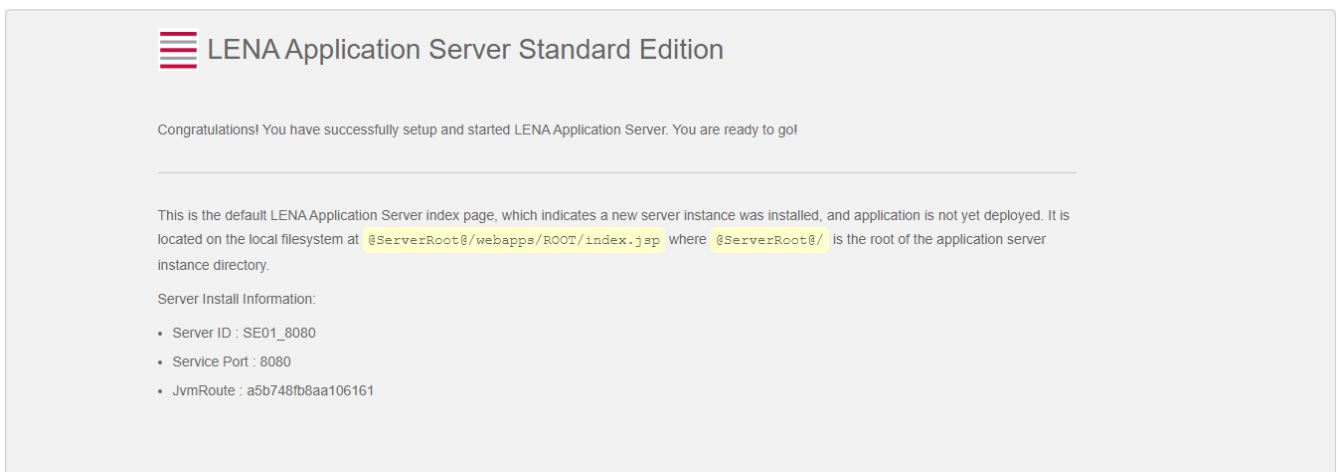 LENA Application Server Standard Edition
Congratulations! You have successfully setup and started LENA Application Server. You are ready to go!
This is the default LENA Application Server index page, which indicates a new server instance was installed, and application is not yet deployed. It is
located on the local filesystem at @ServerRoot@/webapps/ROOT/index.jsp where @ServerRoot@/ is the root of the application server
instance directory.
Server Install Information:
• Server ID : SE01_8080
• Service Port : 8080
• JvmRoute : a5b748fb8aa106161